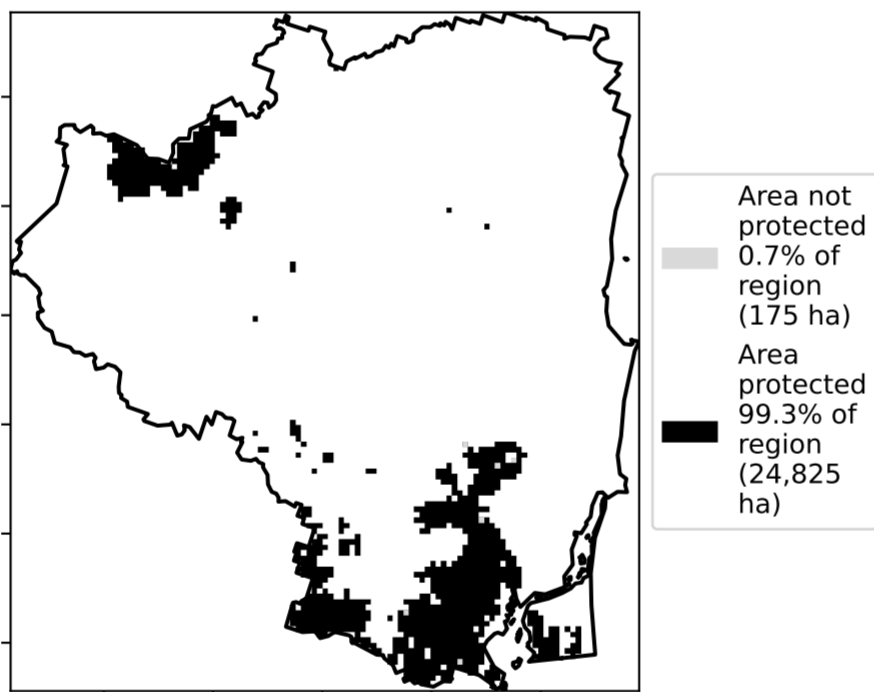 Area not
protected
0.7% of
region
(175 ha)
Area
protected
99.3% of
region
(24,825
ha)